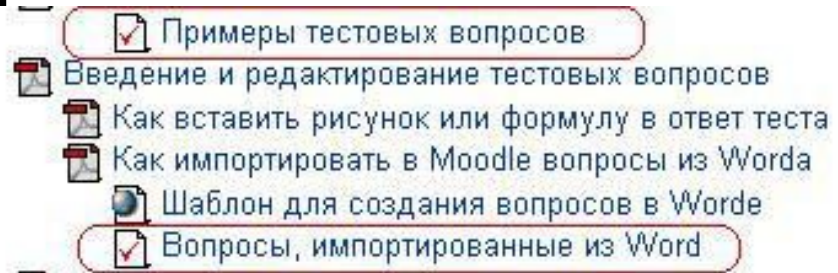 Примеры тестовых вопросов
Введение и редактирование тестовых вопросов
Как вставить рисунок или формулу в ответ теста
Как импортировать в Moodle вопросы из Worda
Шаблон для создания вопросов в Worde
Вопросы, импортированные из Word